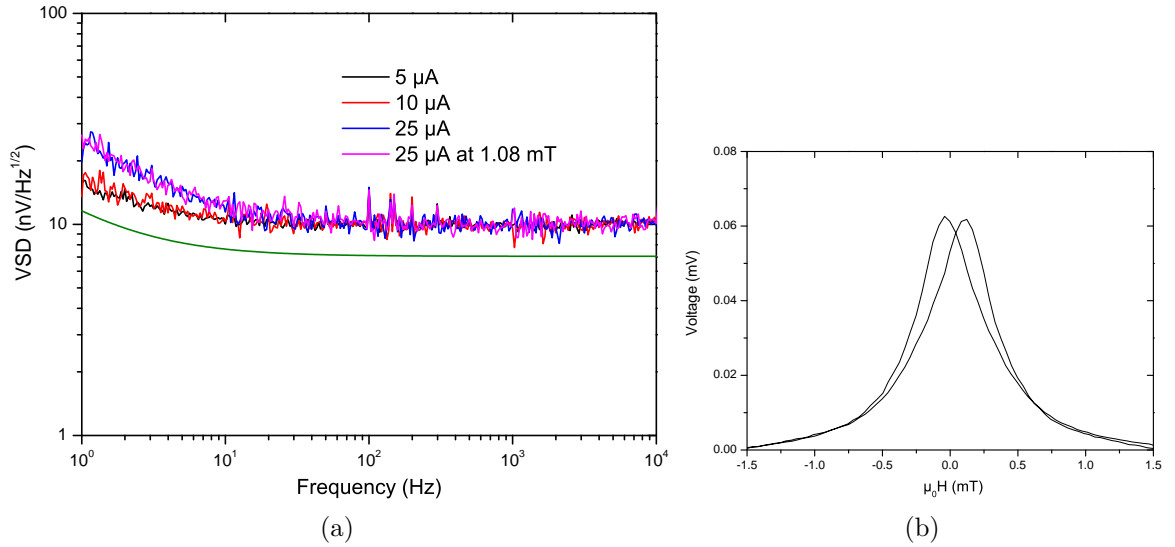 100
10
1
VSD (nV/Hz^1/2)
10^0
10^1
10^2
10^3
10^4
Frequency (Hz)
5 µA
10 µA
25 µA
25 µA at 1.08 mT
(a)
0.08
0.06
0.04
0.02
0.00
Voltage (mV)
-1.5
-1.0
-0.5
0.0
0.5
1.0
1.5
µ₀H (mT)
(b)